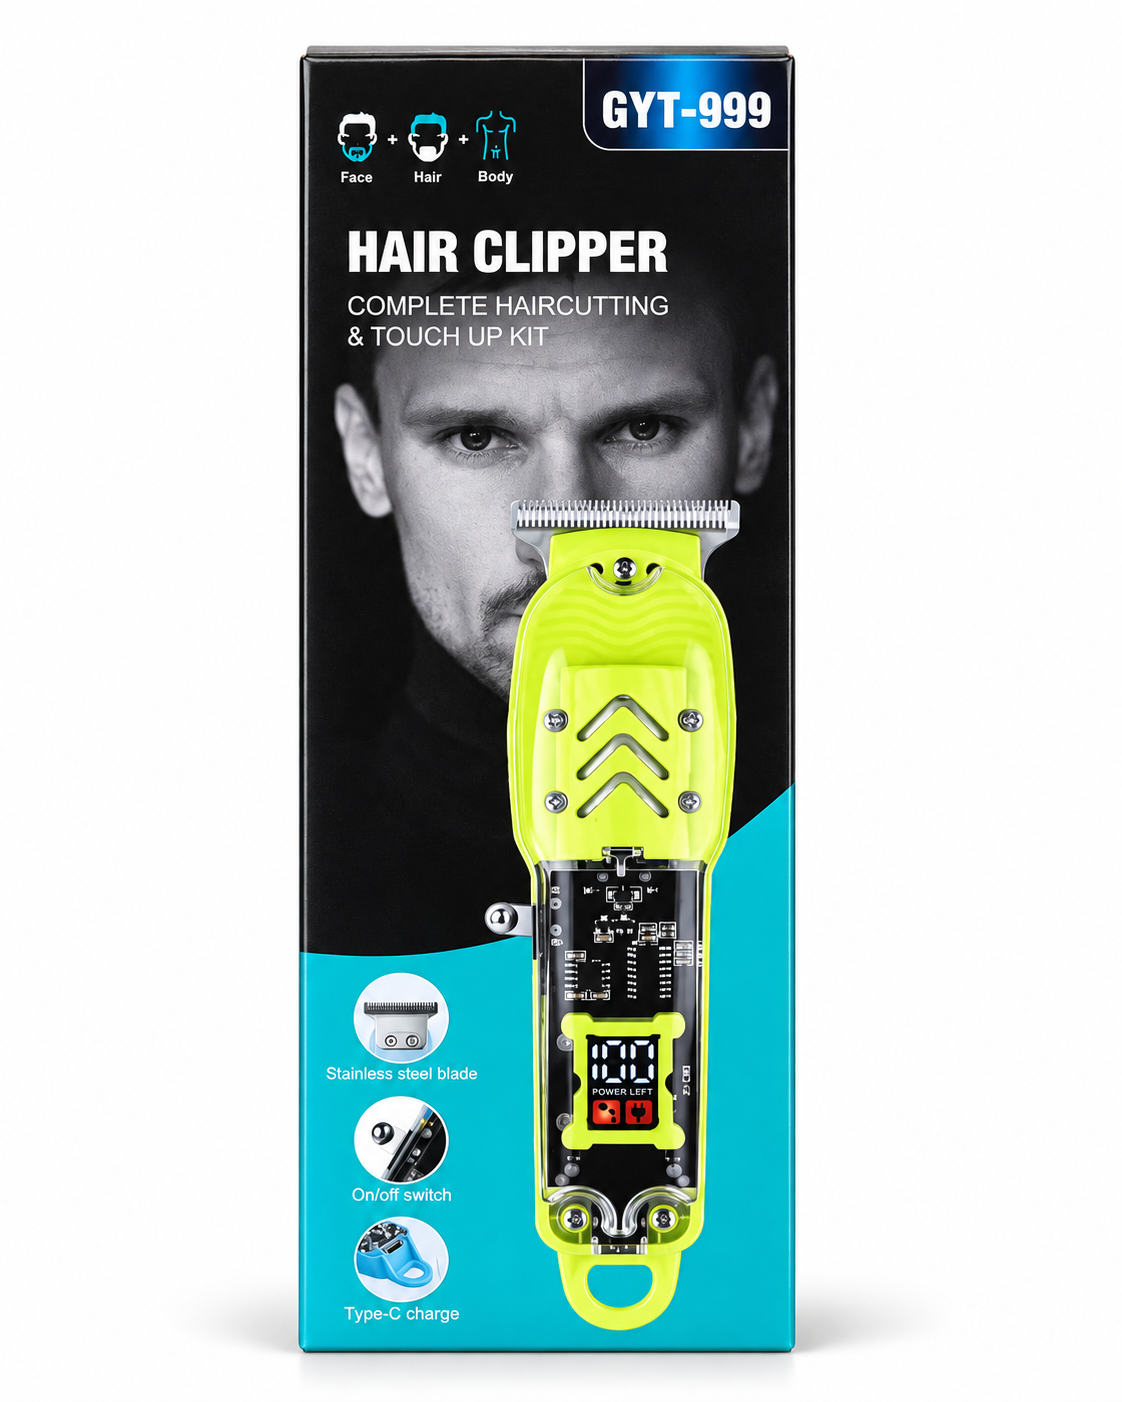 GYT-999
Face + Hair + Body
HAIR CLIPPER
COMPLETE HAIRCUTTING
& TOUCH UP KIT
100
POWER LEFT
Stainless steel blade
On/off switch
Type-C charge